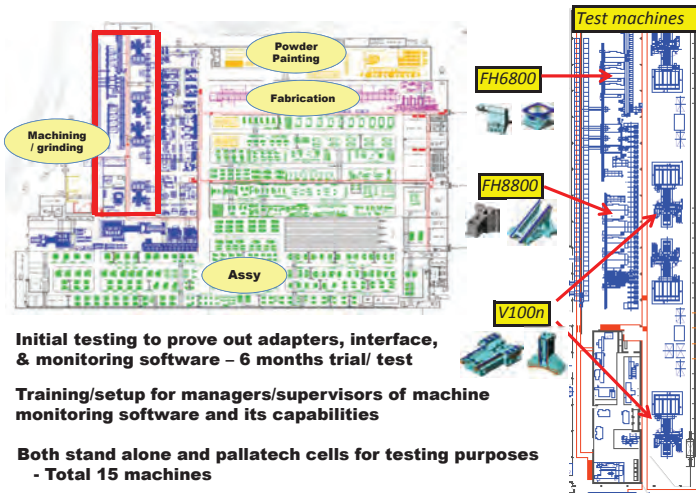 Test machines
Powder
Painting
Fabrication
Machining
/ grinding
Assy
FH6800
FH8800
V100n
Initial testing to prove out adapters, interface,
& monitoring software – 6 months trial/ test
Training/setup for managers/supervisors of machine
monitoring software and its capabilities
Both stand alone and pallatech cells for testing purposes
- Total 15 machines